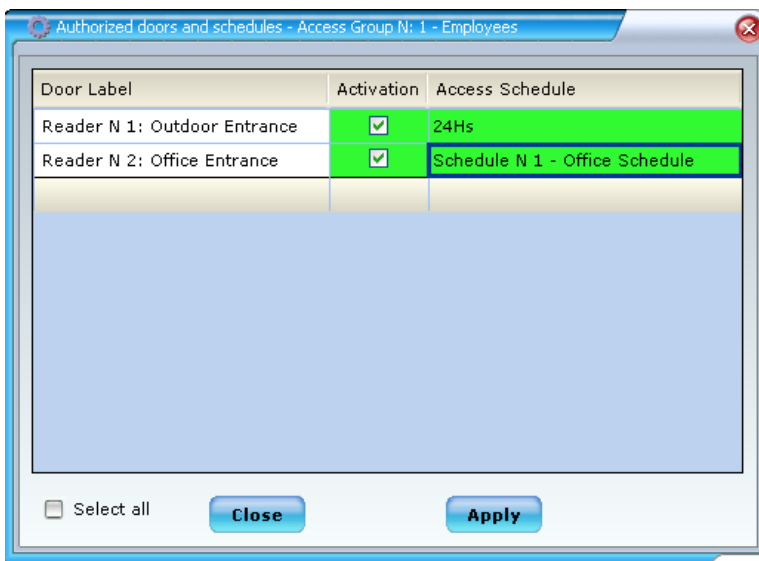 Authorized doors and schedules - Access Group N: 1 - Employees
Door Label Activation Access Schedule
Reader N 1: Outdoor Entrance 24Hs
Reader N 2: Office Entrance Schedule N 1 - Office Schedule
Select all Close Apply